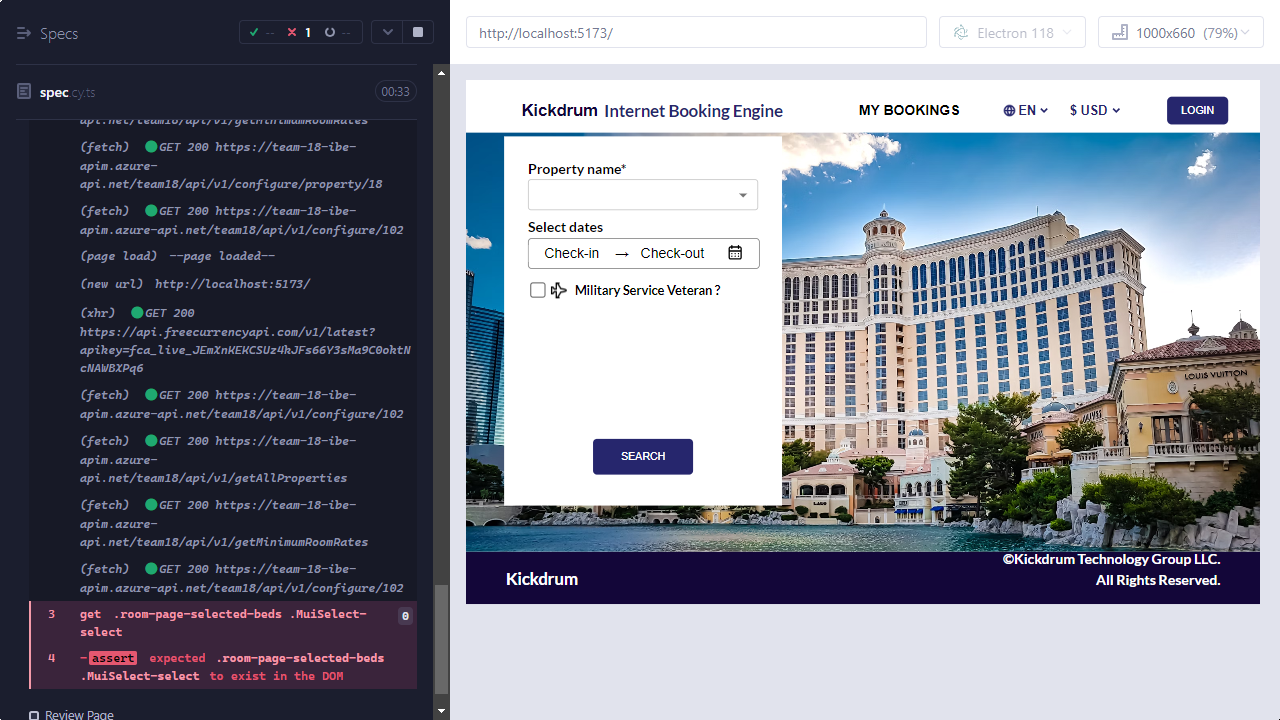 Specs
-- 1 --
http://localhost:5173/
Electron 118
1000x660 (79%)
spec.cy.ts
00:33
api.net/team18/api/v1/getMinimumRoomRates
(fetch) GET 200 https://team-18-ibe-
apim.azure-
api.net/team18/api/v1/configure/property/18
(fetch) GET 200 https://team-18-ibe-
apim.azure-api.net/team18/api/v1/configure/102
(page load) --page loaded--
(new url) http://localhost:5173/
(xhr) GET 200
https://api.freecurrencyapi.com/v1/latest?
apikey=fca_live_JEmXnKEKCSUz4kJFs66Y3sMa9C0oktN
cNAWBXPq6
(fetch) GET 200 https://team-18-ibe-
apim.azure-api.net/team18/api/v1/configure/102
(fetch) GET 200 https://team-18-ibe-
apim.azure-
api.net/team18/api/v1/getAllProperties
(fetch) GET 200 https://team-18-ibe-
apim.azure-
api.net/team18/api/v1/getMinimumRoomRates
(fetch) GET 200 https://team-18-ibe-
apim.azure-api.net/team18/api/v1/configure/102
3 get .room-page-selected-beds .MuiSelect- 0
select
4 -assert expected .room-page-selected-beds
.MuiSelect-select to exist in the DOM
Review Page
Kickdrum Internet Booking Engine
MY BOOKINGS
EN
$ USD
LOGIN
Property name*
Select dates
Check-in → Check-out
Military Service Veteran ?
SEARCH
LOUIS VUITTON
Kickdrum
©Kickdrum Technology Group LLC.
All Rights Reserved.